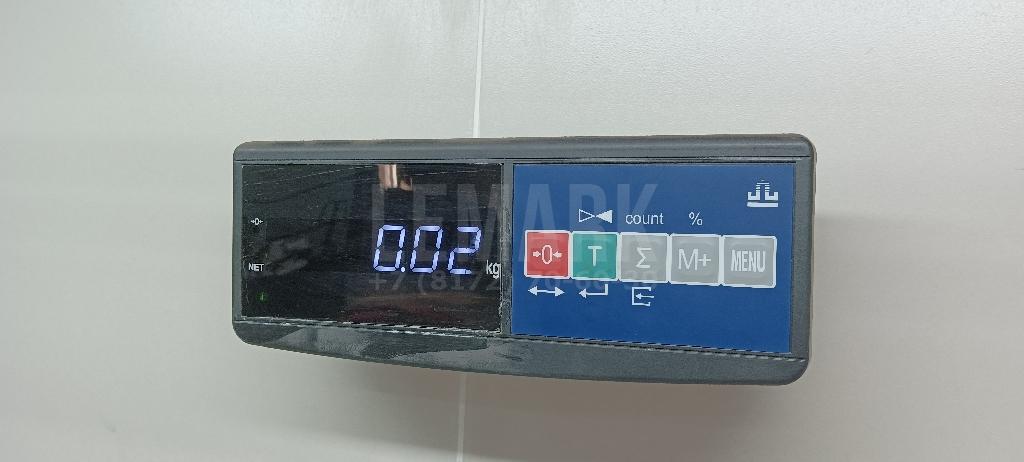 LEMARK
→0←
NET
0.02 kg
count %
→0← T Σ M+ MENU